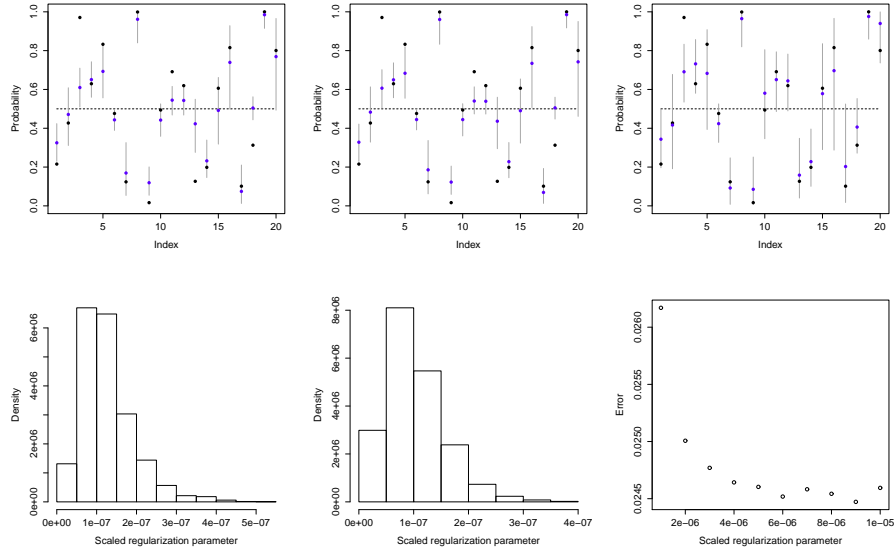 Probability
0.0 0.2 0.4 0.6 0.8 1.0
5 10 15 20
Index
Probability
0.0 0.2 0.4 0.6 0.8 1.0
5 10 15 20
Index
Probability
0.0 0.2 0.4 0.6 0.8 1.0
5 10 15 20
Index
Density
0e+00 2e+06 4e+06 6e+06
0e+00 1e−07 2e−07 3e−07 4e−07 5e−07
Scaled regularization parameter
Density
0e+00 2e+06 4e+06 6e+06 8e+06
0e+00 1e−07 2e−07 3e−07 4e−07
Scaled regularization parameter
Error
0.0245 0.0250 0.0255 0.0260
2e−06 4e−06 6e−06 8e−06 1e−05
Scaled regularization parameter